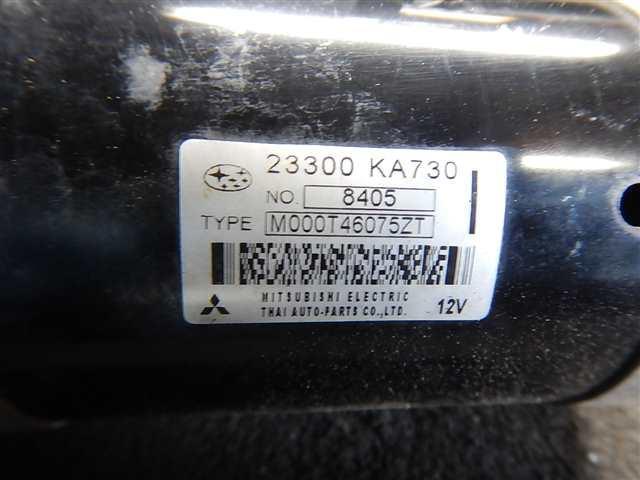 23300 KA730
NO. 8405
TYPE M000T46075ZT
MITSUBISHI ELECTRIC
THAI AUTO-PARTS CO.,LTD. 12V